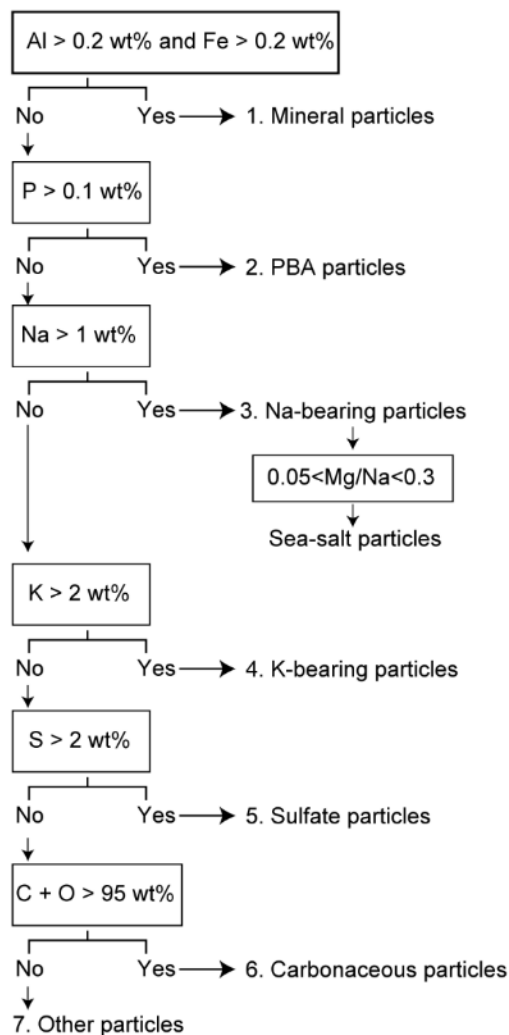 Al > 0.2 wt% and Fe > 0.2 wt%
No Yes 1. Mineral particles
P > 0.1 wt%
No Yes 2. PBA particles
Na > 1 wt%
No Yes 3. Na-bearing particles
0.05<Mg/Na<0.3
Sea-salt particles
K > 2 wt%
No Yes 4. K-bearing particles
S > 2 wt%
No Yes 5. Sulfate particles
C + O > 95 wt%
No Yes 6. Carbonaceous particles
7. Other particles